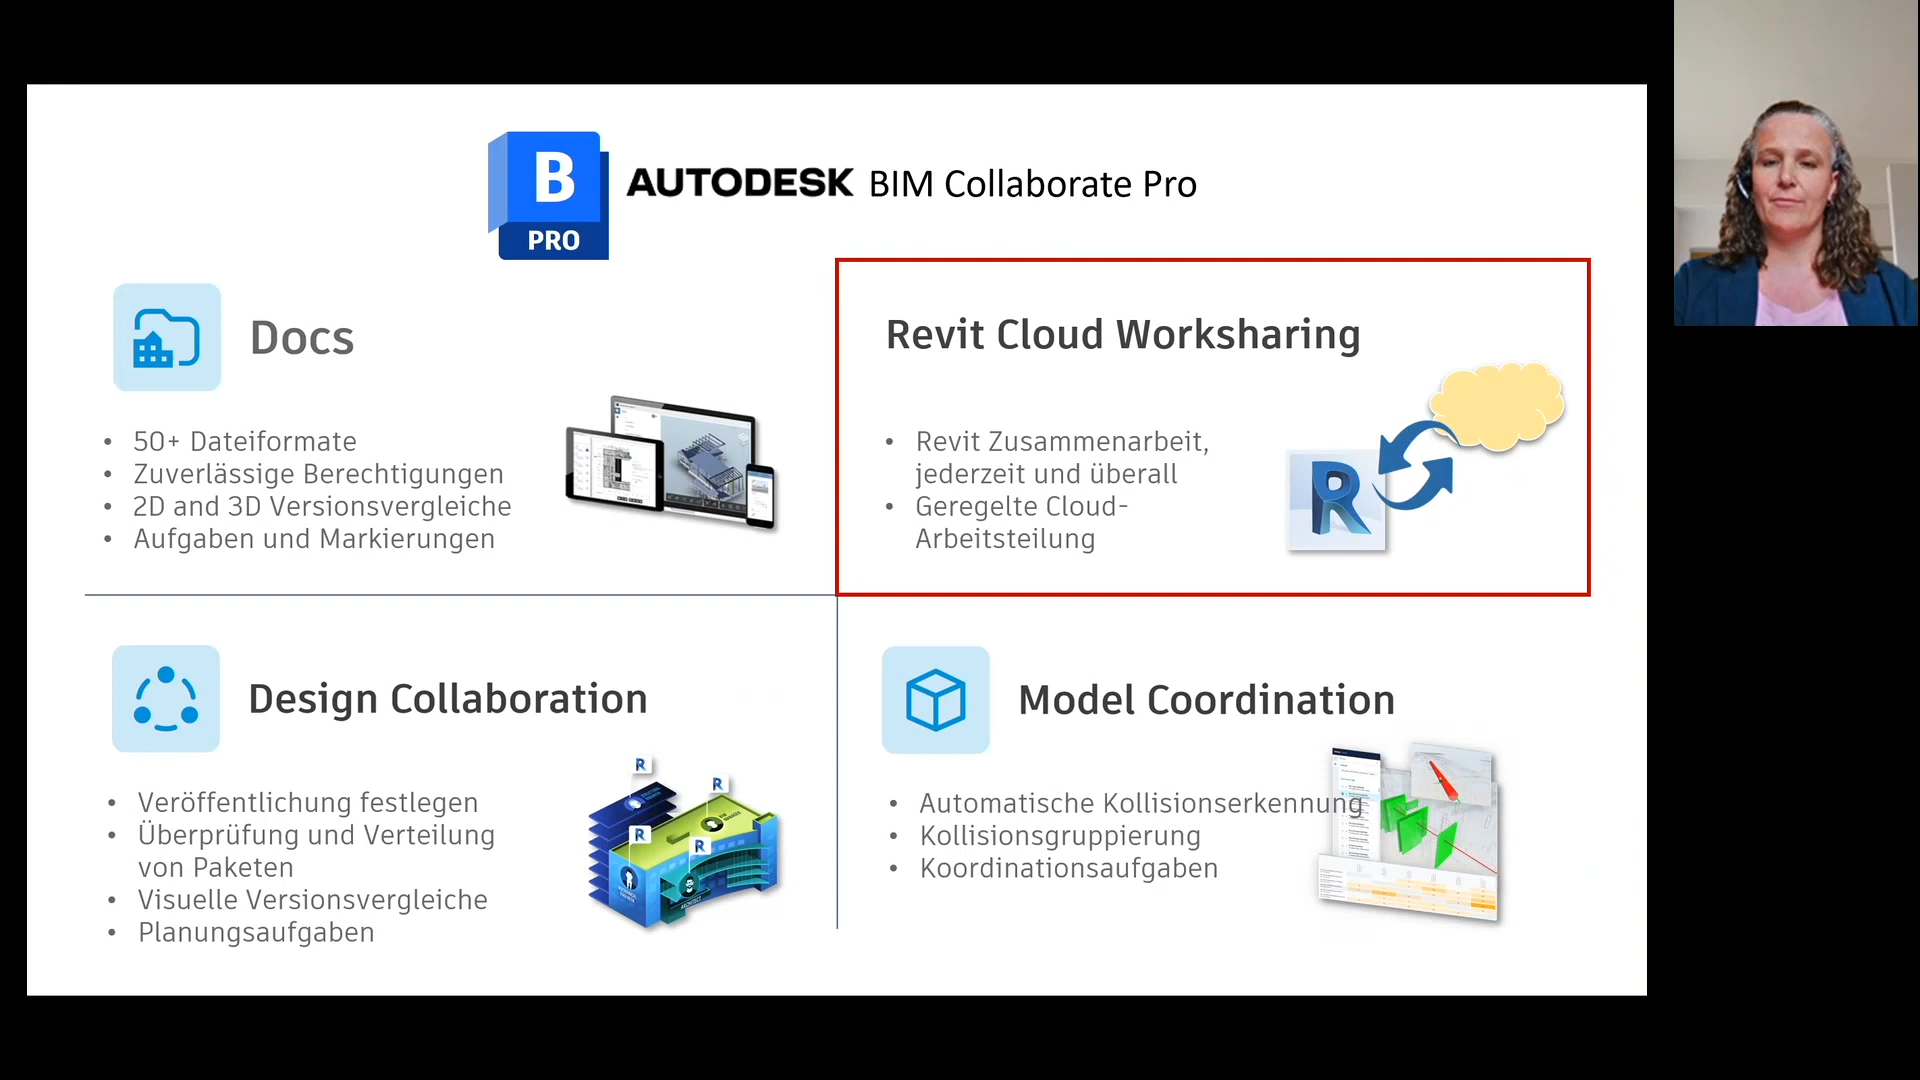 B
PRO
AUTODESK BIM Collaborate Pro
Docs
• 50+ Dateiformate
• Zuverlässige Berechtigungen
• 2D and 3D Versionsvergleiche
• Aufgaben und Markierungen
Revit Cloud Worksharing
• Revit Zusammenarbeit,
jederzeit und überall
• Geregelte Cloud-
Arbeitsteilung
R
Design Collaboration
• Veröffentlichung festlegen
• Überprüfung und Verteilung
von Paketen
• Visuelle Versionsvergleiche
• Planungsaufgaben
R
R
R
R
ARCHITECT
Model Coordination
• Automatische Kollisionserkennung
• Kollisionsgruppierung
• Koordinationsaufgaben